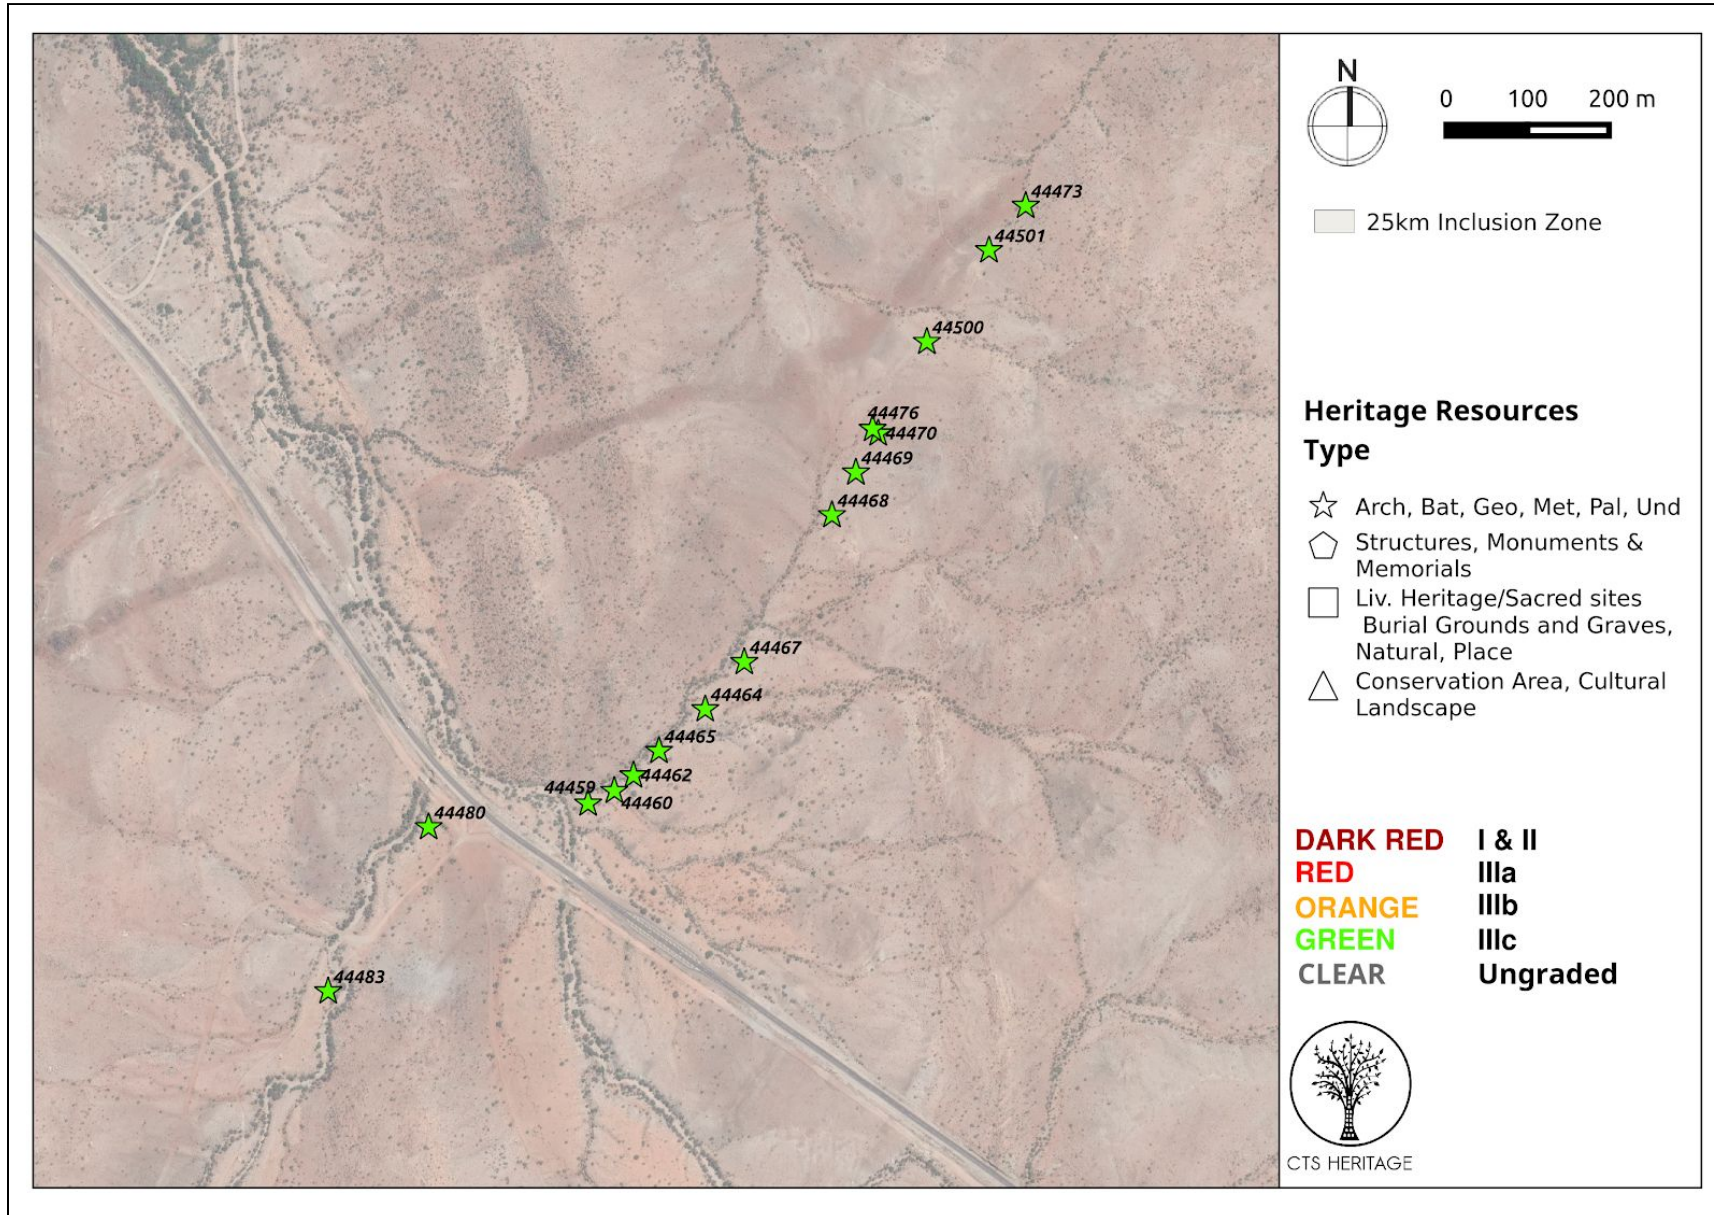 44473
44501
44500
44476
44470
44469
44468
44467
44464
44465
44462
44459
44460
44480
44483
N
0 100 200 m
25km Inclusion Zone
Heritage Resources
Type
Arch, Bat, Geo, Met, Pal, Und
Structures, Monuments &
Memorials
Liv. Heritage/Sacred sites
Burial Grounds and Graves,
Natural, Place
Conservation Area, Cultural
Landscape
DARK RED I & II
RED IIIa
ORANGE IIIb
GREEN IIIc
CLEAR Ungraded
CTS HERITAGE